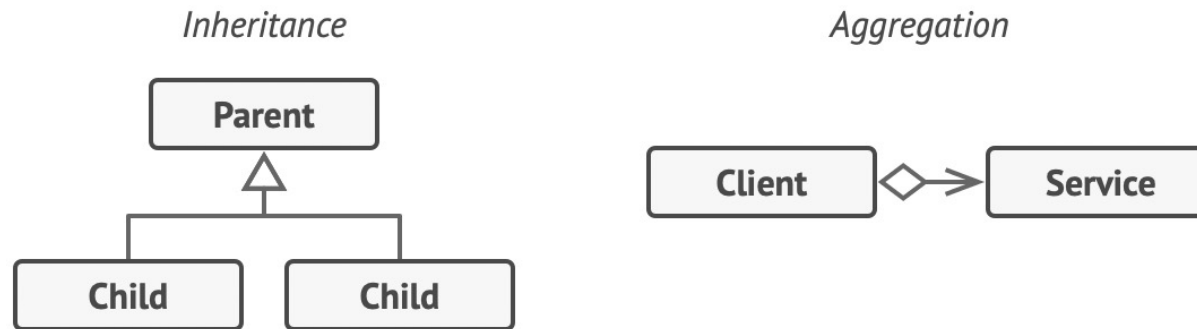 Inheritance
Aggregation
Parent
Client
Service
Child
Child